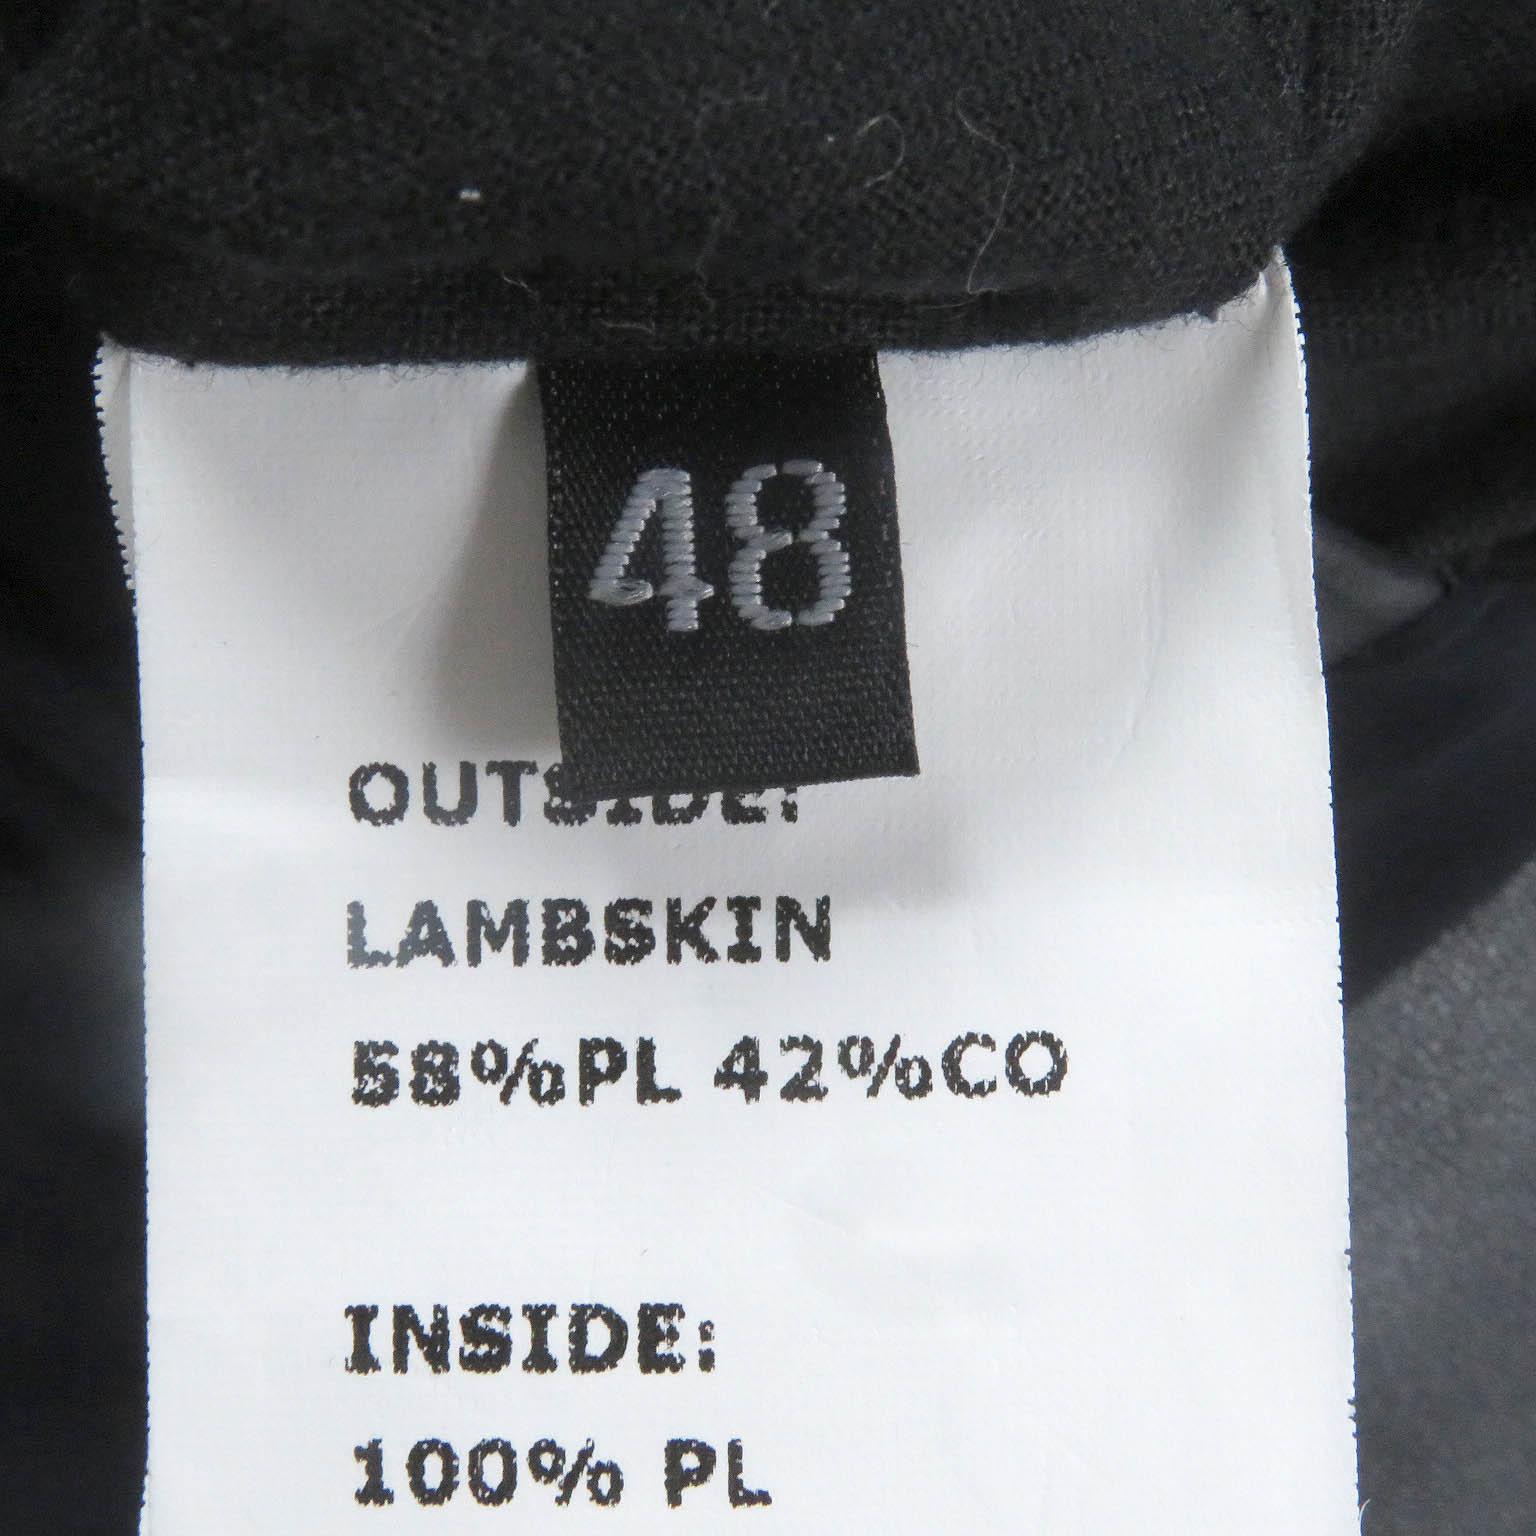 48
OUTSIDE:
LAMBSKIN
58%PL 42%CO
INSIDE:
100% PL